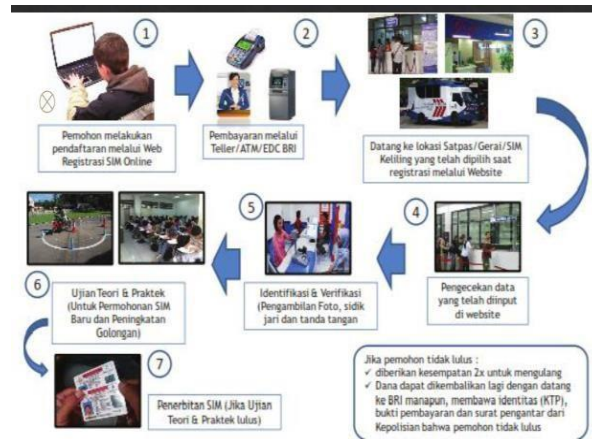 1
Pemohon melakukan
pendaftaran melalui Web
Registrasi SIM Online
2
Pembayaran melalui
Teller/ATM/EDC BRI
3
Datang ke lokasi Satpas/Gerai/SIM
Keliling yang telah dipilih saat
registrasi melalui Website
4
Pengecekan data
yang telah diinput
di website
5
Identifikasi & Verifikasi
(Pengambilan Foto, sidik
jari dan tanda tangan
6
Ujian Teori & Praktek
(Untuk Permohonan SIM
Baru dan Peningkatan
Golongan)
7
Penerbitan SIM (Jika Ujian
Teori & Praktek lulus)
Jika pemohon tidak lulus :
✓ diberikan kesempatan 2x untuk mengulang
✓ Dana dapat dikembalikan lagi dengan datang
ke BRI manapun, membawa identitas (KTP),
bukti pembayaran dan surat pengantar dari
Kepolisian bahwa pemohon tidak lulus